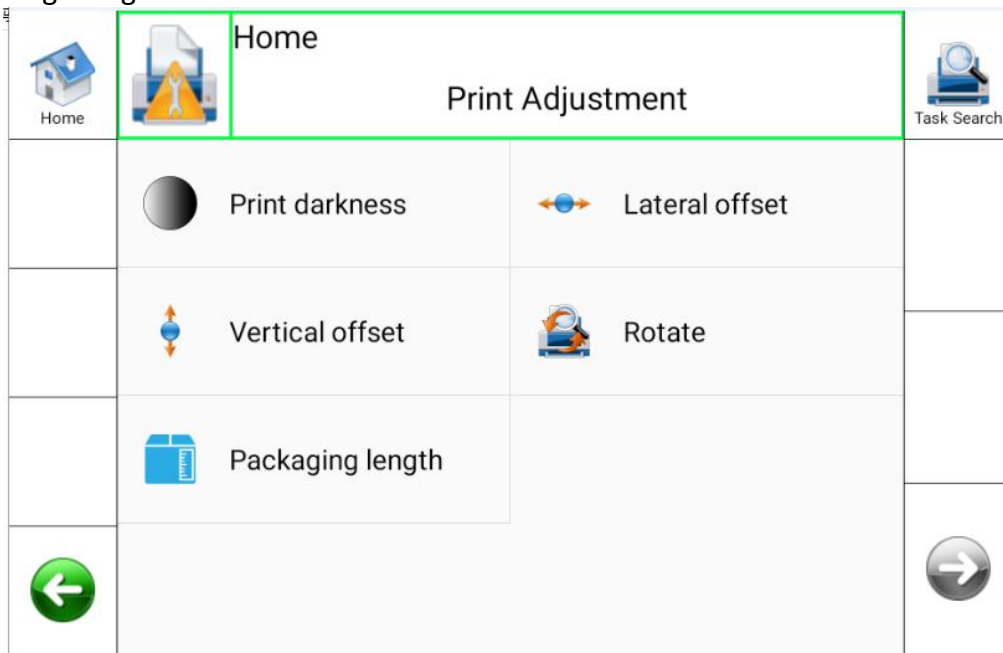 Home
Print Adjustment
Home
Task Search
Print darkness
Lateral offset
Vertical offset
Rotate
Packaging length